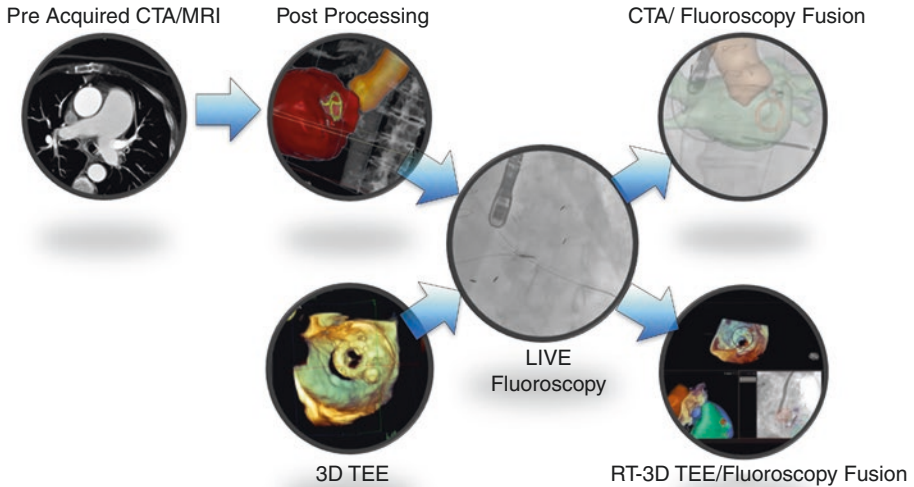 Pre Acquired CTA/MRI
Post Processing
CTA/ Fluoroscopy Fusion
LIVE
Fluoroscopy
3D TEE
RT-3D TEE/Fluoroscopy Fusion